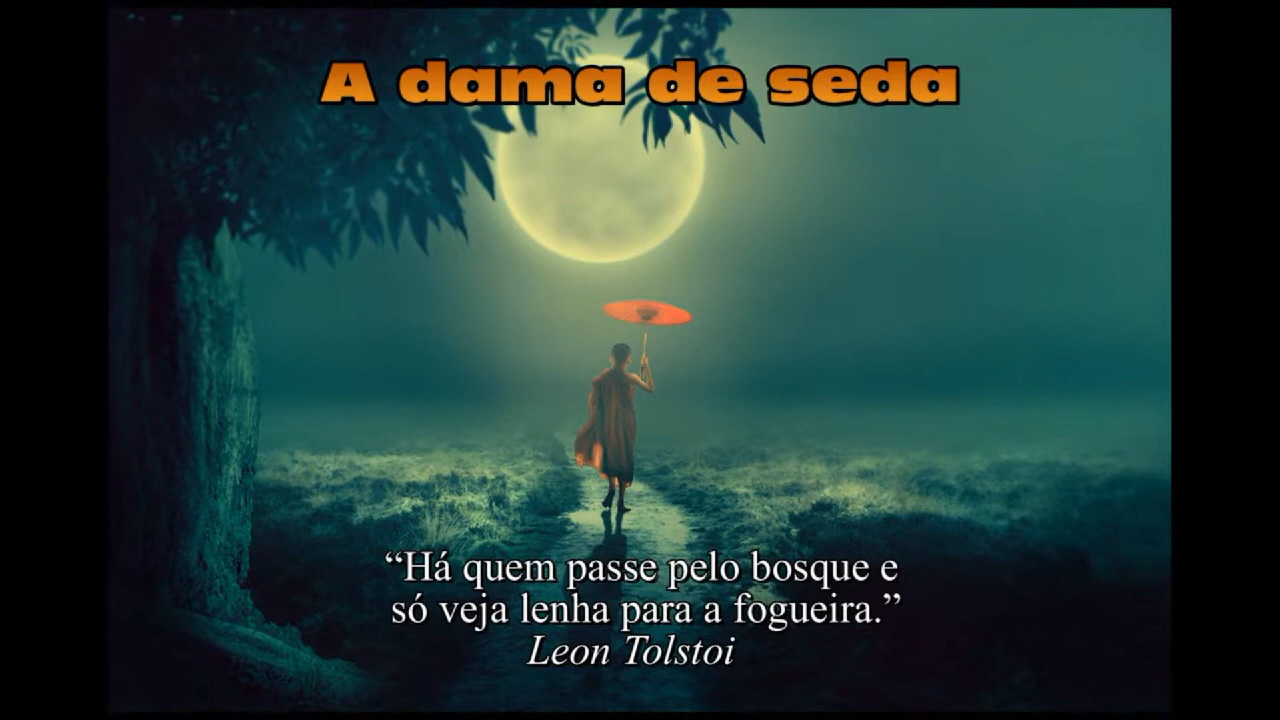 A dama de seda
“Há quem passe pelo bosque e
só veja lenha para a fogueira.”
Leon Tolstoi